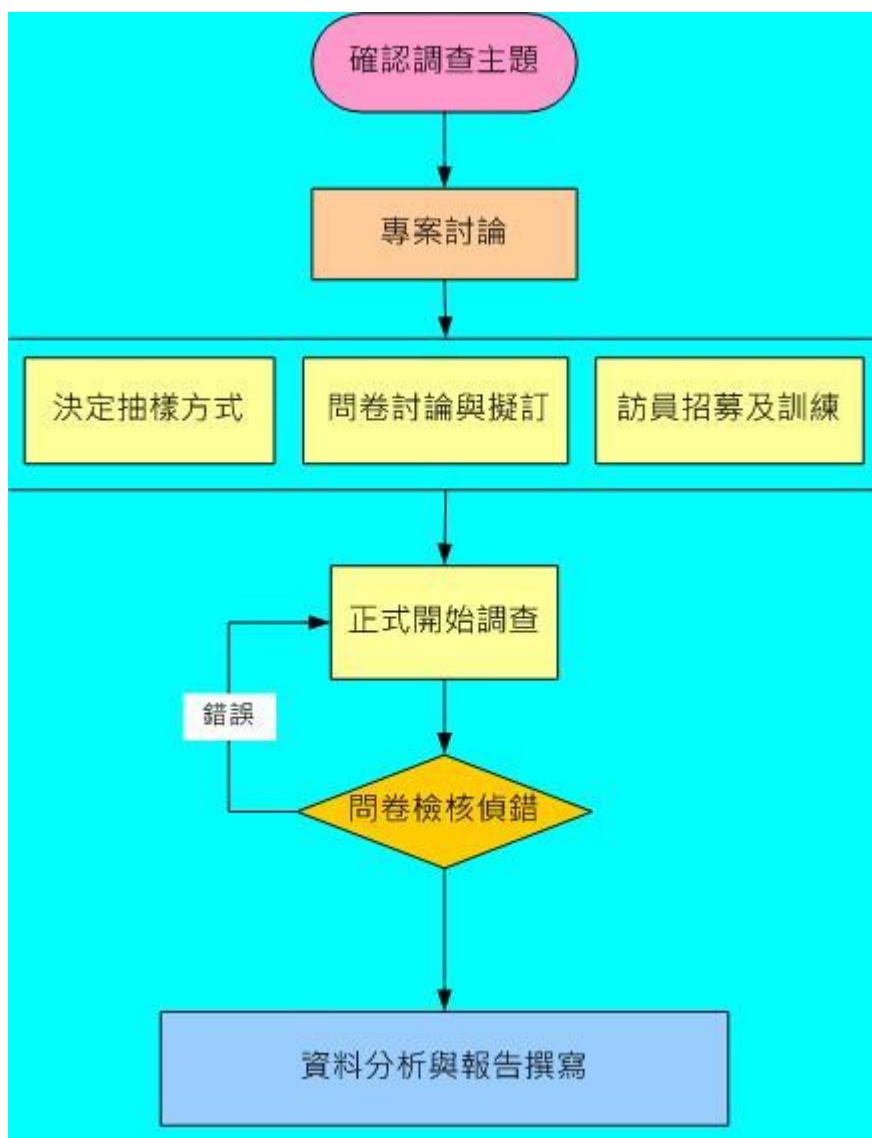 確認調查主題
專案討論
決定抽樣方式
問卷討論與擬訂
訪員招募及訓練
正式開始調查
錯誤
問卷檢核偵錯
資料分析與報告撰寫